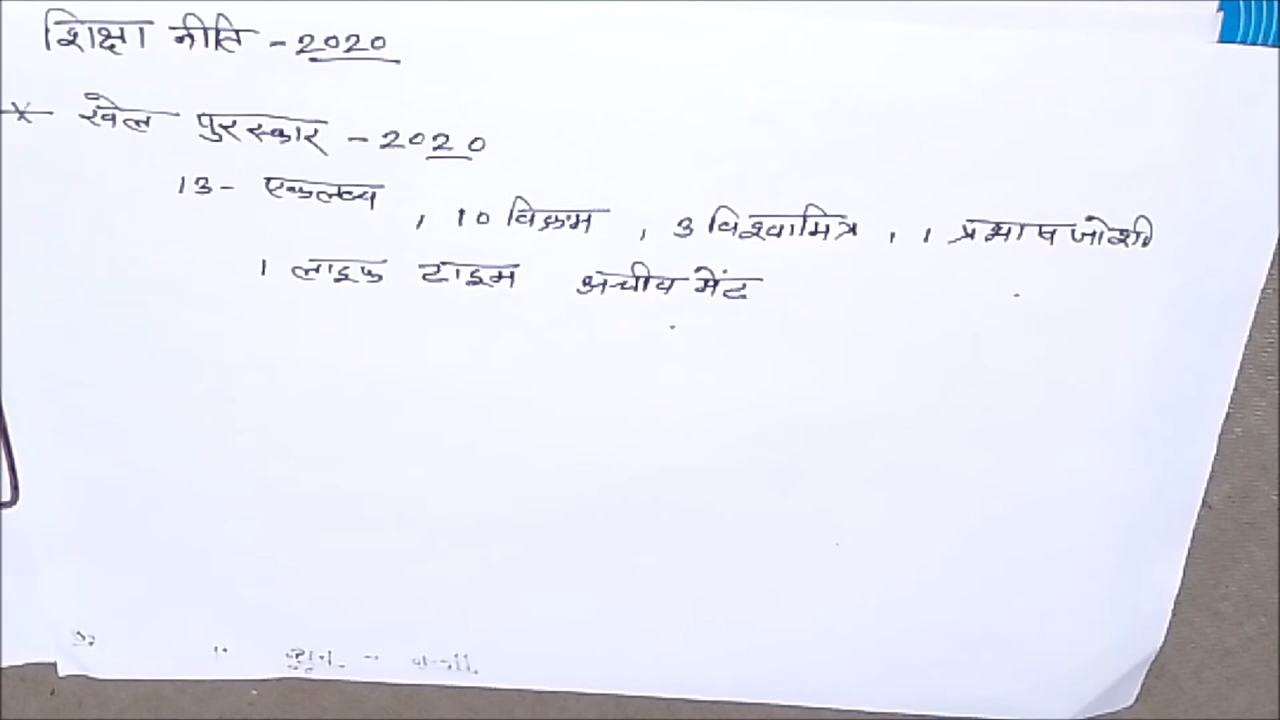 शिक्षा नीति - 2020
* खेल पुरस्कार - 2020
13 - एकलव्य , 10 विक्रम , 3 विश्वामित्र , 1 प्रभाष जोशी
1 लाइफ टाइम अचीवमेंट